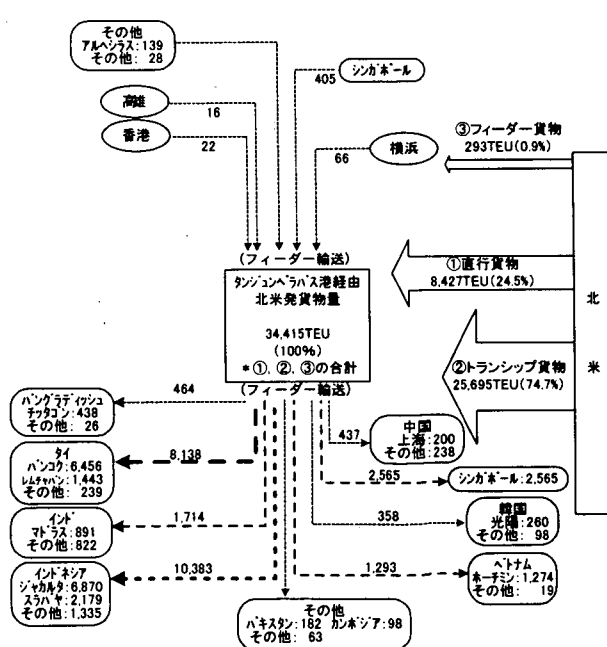 その他
アルヘシラス:139
その他: 28
405
シンガポール
高雄
16
香港
22
横浜
66
③フィーダー貨物
293TEU(0.9%)
(フィーダー輸送)
タンジュンペラパス港経由
北米発貨物量
34,415TEU
(100%)
*①、②、③の合計
(フィーダー輸送)
①直行貨物
8,427TEU(24.5%)
北
米
②トランシップ貨物
25,695TEU(74.7%)
464
バングラディッシュ
チッタゴン:438
その他: 26
437
中国
上海:200
その他:238
8,138
タイ
バンコク:6,456
レムチャバン:1,443
その他: 239
2,565
シンガポール:2,565
1,714
インド
マドラス:891
その他:822
358
韓国
光陽:260
その他: 98
10,383
インドネシア
ジャカルタ:6,870
スラバヤ:2,179
その他:1,335
1,293
ベトナム
ホーチミン:1,274
その他: 19
その他
パキスタン:182 カンボジア:98
その他: 63